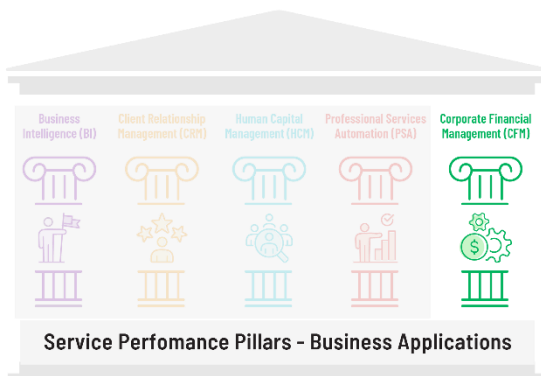 Business
Intelligence (BI)
Client Relationship
Management (CRM)
Human Capital
Management (HCM)
Professional Services
Automation (PSA)
Corporate Financial
Management (CFM)
$
Service Perfomance Pillars - Business Applications